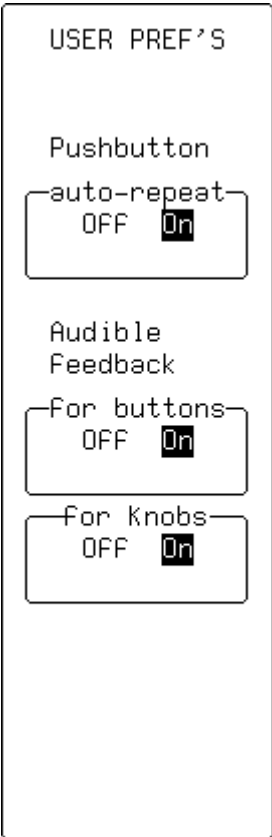 USER PREF'S
Pushbutton
auto-repeat
OFF On
Audible
Feedback
For buttons
OFF On
For Knobs
OFF On